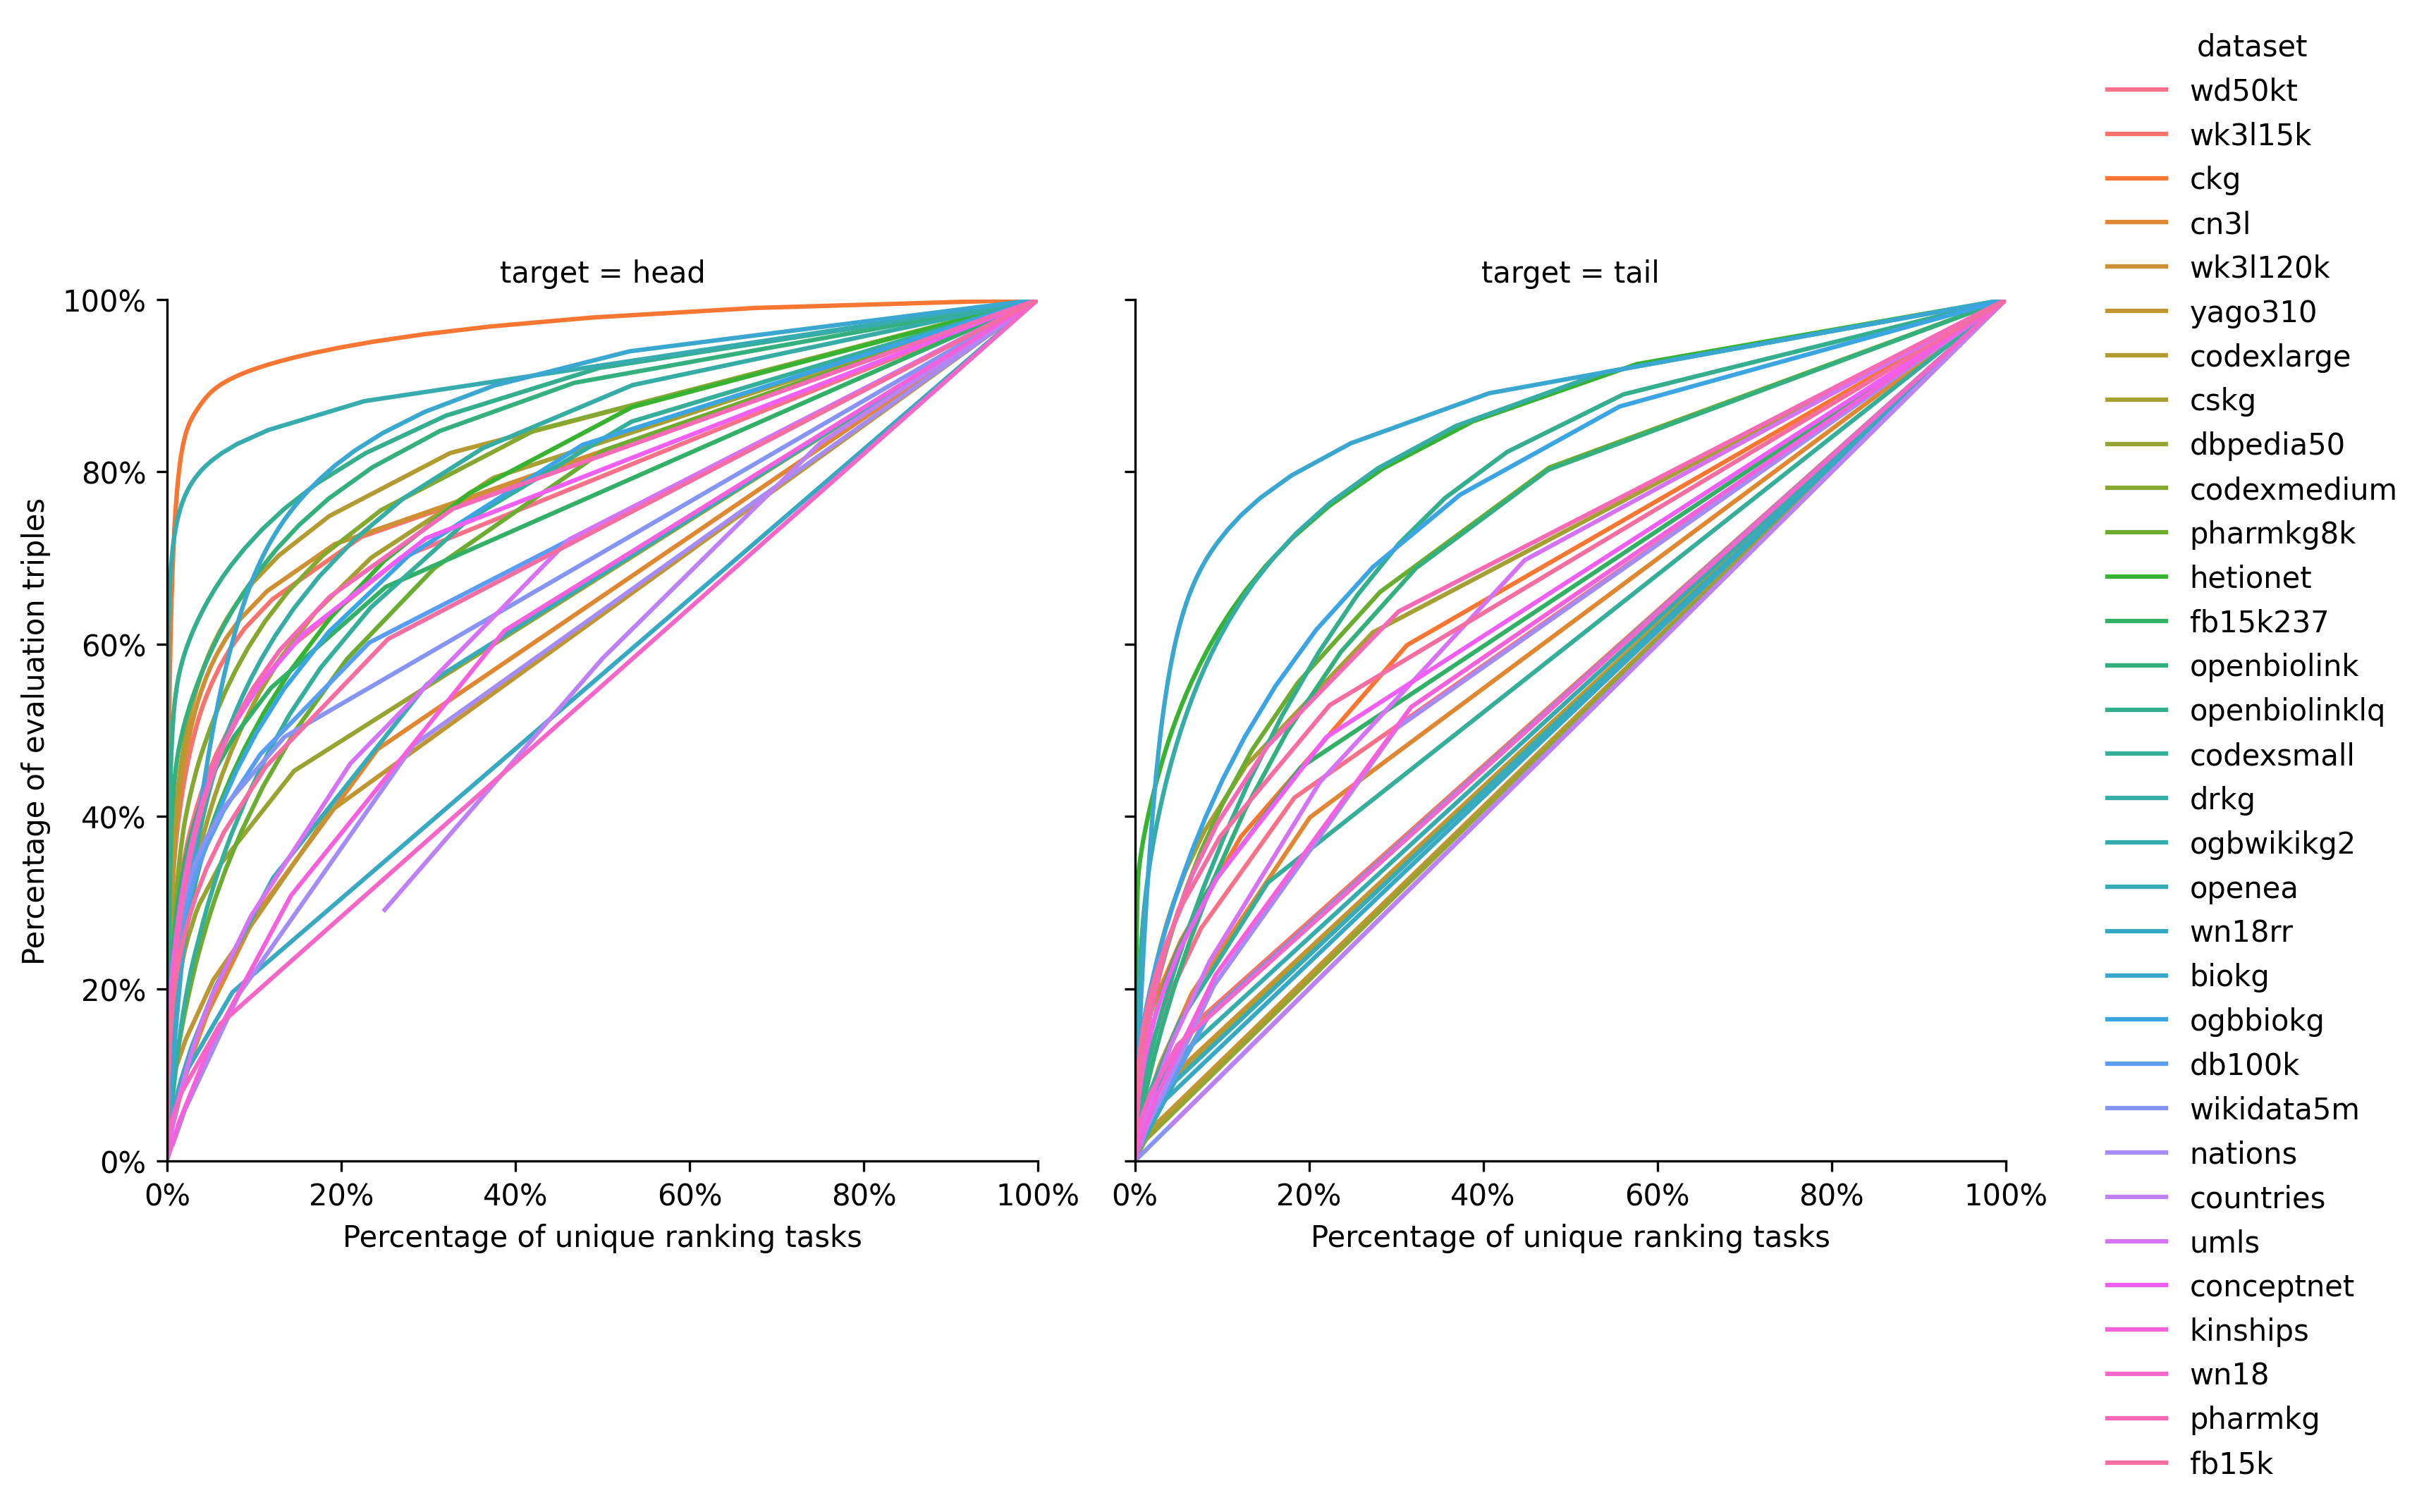 target = head
target = tail
Percentage of evaluation triples
100%
80%
60%
40%
20%
0%
0% 20% 40% 60% 80% 100%
0% 20% 40% 60% 80% 100%
Percentage of unique ranking tasks
Percentage of unique ranking tasks
dataset
wd50kt
wk3l15k
ckg
cn3l
wk3l120k
yago310
codexlarge
cskg
dbpedia50
codexmedium
pharmkg8k
hetionet
fb15k237
openbiolink
openbiolinklq
codexsmall
drkg
ogbwikikg2
openea
wn18rr
biokg
ogbbiokg
db100k
wikidata5m
nations
countries
umls
conceptnet
kinships
wn18
pharmkg
fb15k